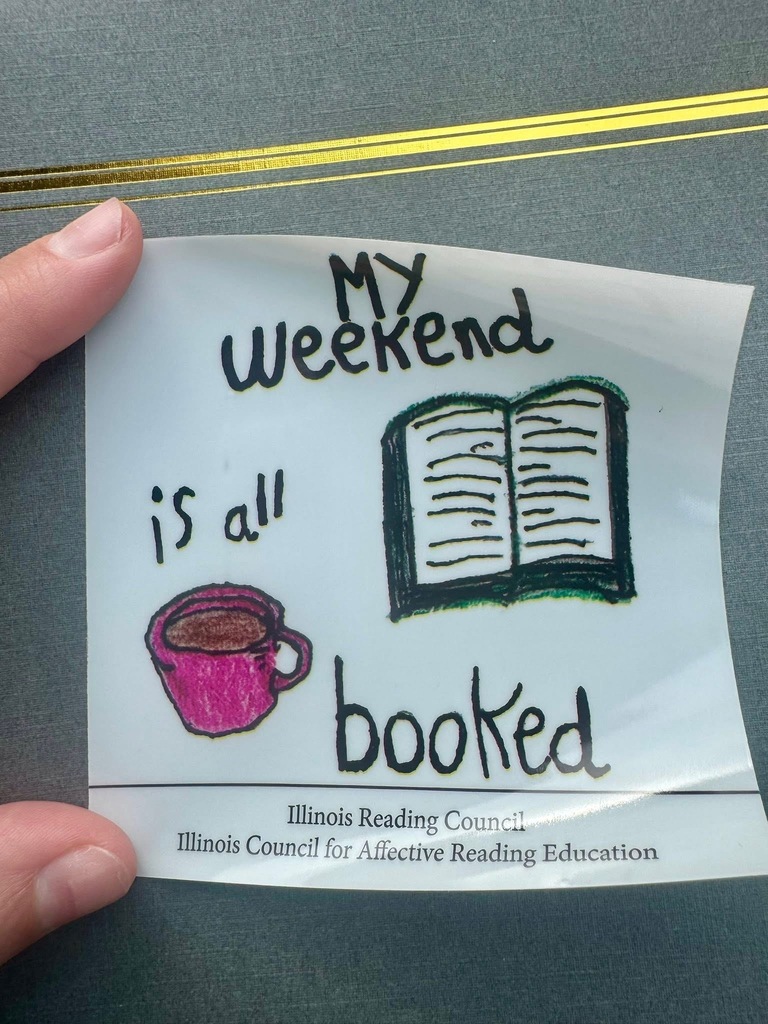 MY
weekend
is all
booked
Illinois Reading Council
Illinois Council for Affective Reading Education